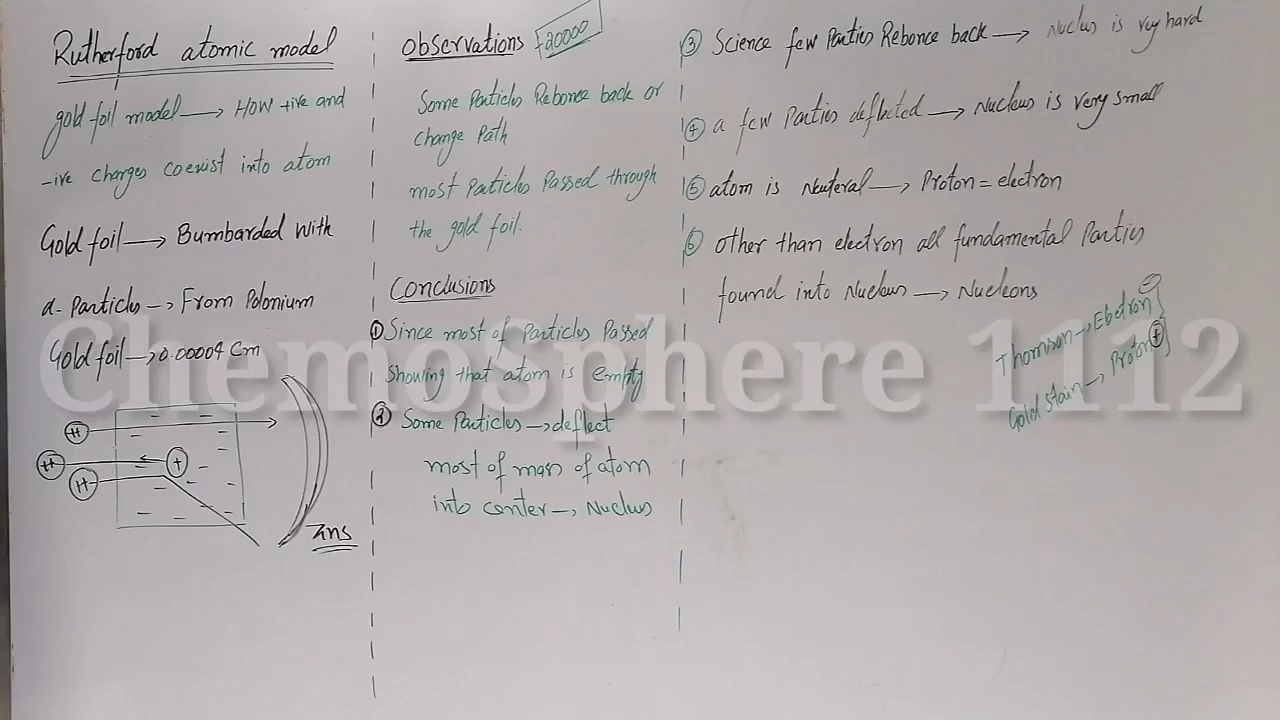 Rutherford atomic model
gold foil model → How +ive and
-ive charges coexist into atom
Gold foil → Bumbarded with
α- Particles → From Polonium
Gold foil → 0.00004 Cm
H
H
H
+
Zns
Observations
20000
Some Particles Rebonce back or
change Path
most Particles Passed through
the gold foil.
Conclusions
① Since most of Particles Passed
Showing that atom is empty
② Some Particles → deflect
most of mass of atom
into center → Nucleus
③ Science few Parties Rebonce back → Nucleus is very hard
④ a few Parties deflected → Nucleus is very small
⑤ atom is Neuteral → Proton = electron
⑥ other than electron all fundamental Parties
found into Nucleus → Nucleons
Thomson → Eletron -
Gold stain → Proton +
ChemoSphere 1112